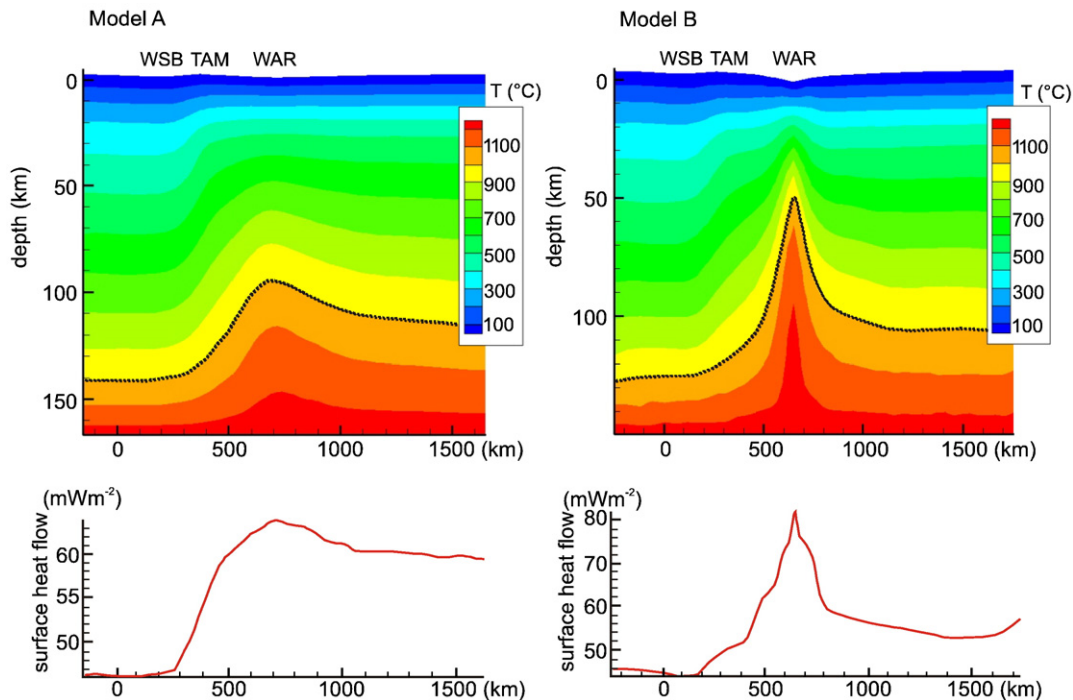 Model A
WSB TAM WAR
0
50
100
150
depth (km)
T (°C)
1100
900
700
500
300
100
0 500 1000 1500 (km)
(mWm-2)
60
55
50
surface heat flow
0 500 1000 1500 (km)
Model B
WSB TAM WAR
0
50
100
depth (km)
T (°C)
1100
900
700
500
300
100
0 500 1000 1500 (km)
(mWm-2)
80
70
60
50
surface heat flow
0 500 1000 1500 (km)